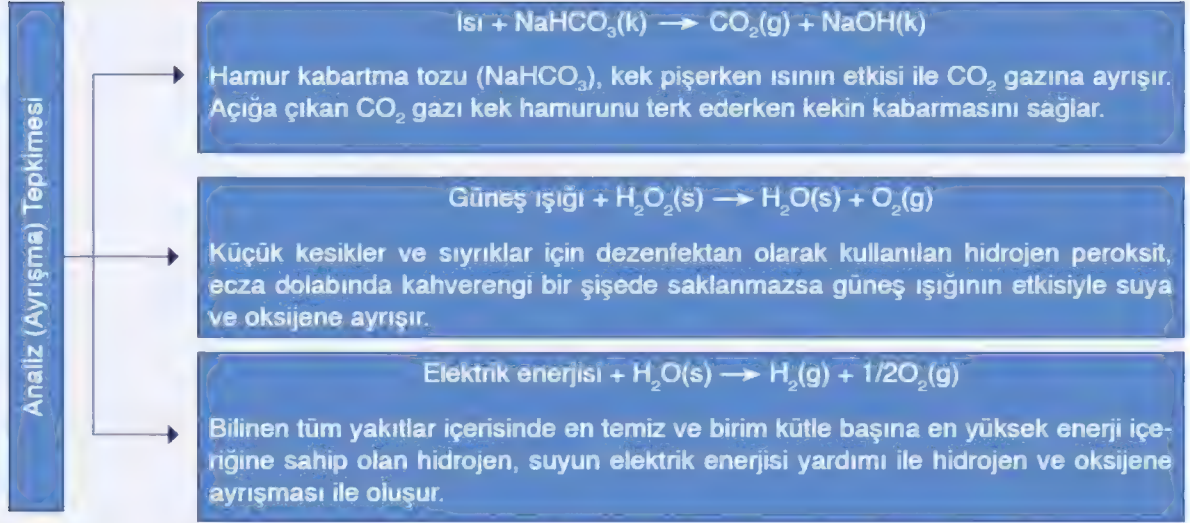 Analiz (Ayrışma) Tepkimesi
Isı + NaHCO₃(k) → CO₂(g) + NaOH(k)
Hamur kabartma tozu (NaHCO₃), kek pişerken ısının etkisi ile CO₂ gazına ayrışır.
Açığa çıkan CO₂ gazı kek hamurunu terk ederken kekin kabarmasını sağlar.
Güneş ışığı + H₂O₂(s) → H₂O(s) + O₂(g)
Küçük kesikler ve sıyrıklar için dezenfektan olarak kullanılan hidrojen peroksit,
ecza dolabında kahverengi bir şişede saklanmazsa güneş ışığının etkisiyle suya
ve oksijene ayrışır.
Elektrik enerjisi + H₂O(s) → H₂(g) + 1/2O₂(g)
Bilinen tüm yakıtlar içerisinde en temiz ve birim kütle başına en yüksek enerji içe-
riğine sahip olan hidrojen, suyun elektrik enerjisi yardımı ile hidrojen ve oksijene
ayrışması ile oluşur.